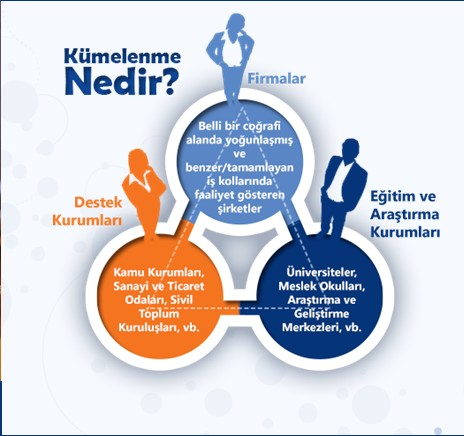 Kümelenme
Nedir?
Firmalar
Belli bir coğrafi
alanda yoğunlaşmış
ve
benzer/tamamlayan
iş kollarında
faaliyet gösteren
şirketler
Destek
Kurumları
Kamu Kurumları,
Sanayi ve Ticaret
Odaları, Sivil
Toplum
Kuruluşları, vb.
Eğitim ve
Araştırma
Kurumları
Üniversiteler,
Meslek Okulları,
Araştırma ve
Geliştirme
Merkezleri, vb.